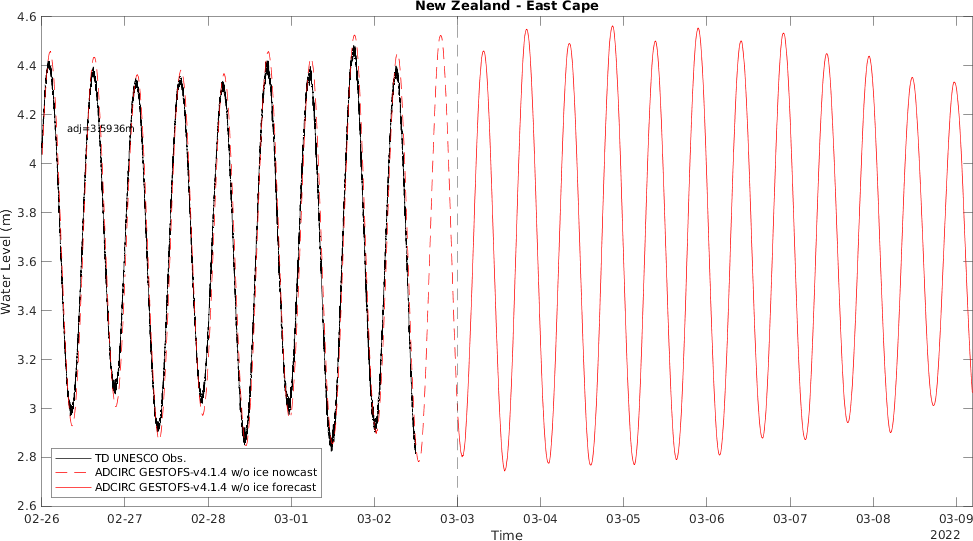 New Zealand - East Cape
4.6
4.4
4.2
4
3.8
3.6
3.4
3.2
3
2.8
2.6
Water Level (m)
adj=3.5936m
TD UNESCO Obs.
ADCIRC GESTOFS-v4.1.4 w/o ice nowcast
ADCIRC GESTOFS-v4.1.4 w/o ice forecast
02-26 02-27 02-28 03-01 03-02 03-03 03-04 03-05 03-06 03-07 03-08 03-09
Time
2022